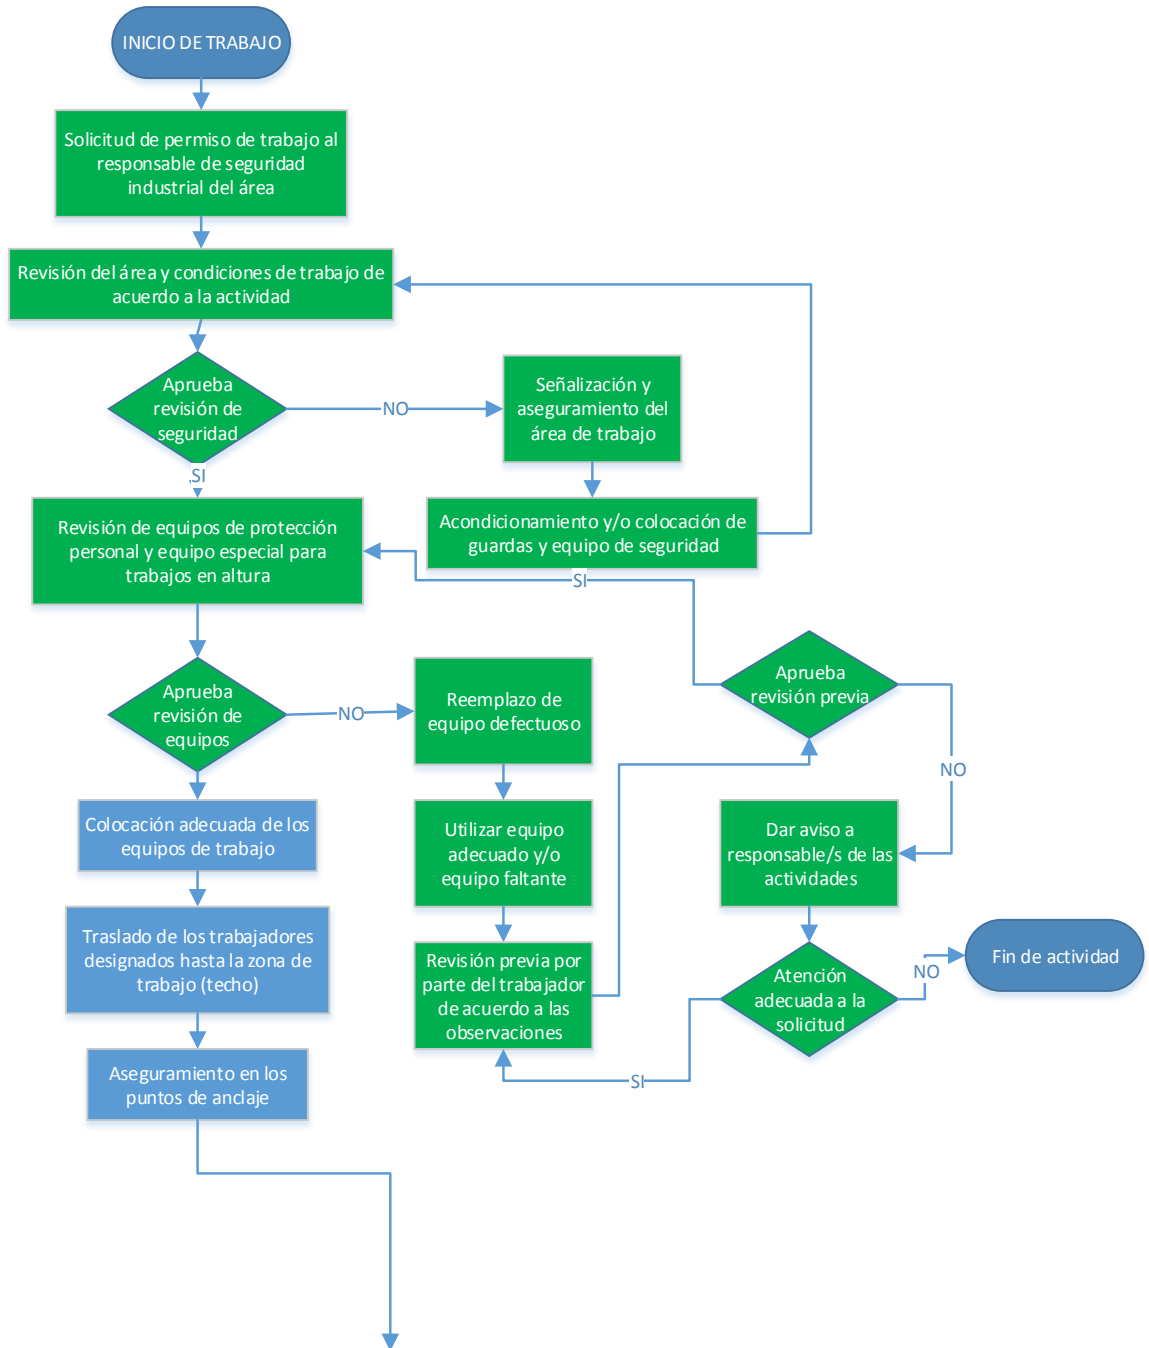 INICIO DE TRABAJO
Solicitud de permiso de trabajo al
responsable de seguridad
industrial del área
Revisión del área y condiciones de trabajo de
acuerdo a la actividad
Aprueba
revisión de
seguridad
NO
Señalización y
aseguramiento del
área de trabajo
SI
Revisión de equipos de protección
personal y equipo especial para
trabajos en altura
Acondicionamiento y/o colocación de
guardas y equipo de seguridad
SI
Aprueba
revisión de
equipos
NO
Reemplazo de
equipo defectuoso
Aprueba
revisión previa
NO
Colocación adecuada de los
equipos de trabajo
Utilizar equipo
adecuado y/o
equipo faltante
Dar aviso a
responsable/s de las
actividades
Traslado de los trabajadores
designados hasta la zona de
trabajo (techo)
Revisión previa por
parte del trabajador
de acuerdo a las
observaciones
Atención
adecuada a la
solicitud
NO
Fin de actividad
SI
Aseguramiento en los
puntos de anclaje